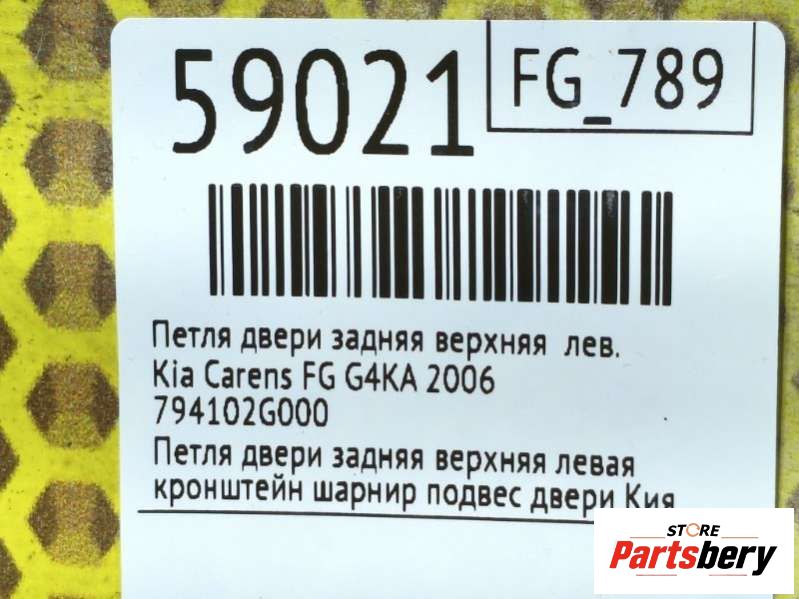 59021
FG_789
Петля двери задняя верхняя лев.
Kia Carens FG G4KA 2006
794102G000
Петля двери задняя верхняя левая
кронштейн шарнир подвес двери Кия
STORE
Partsbery